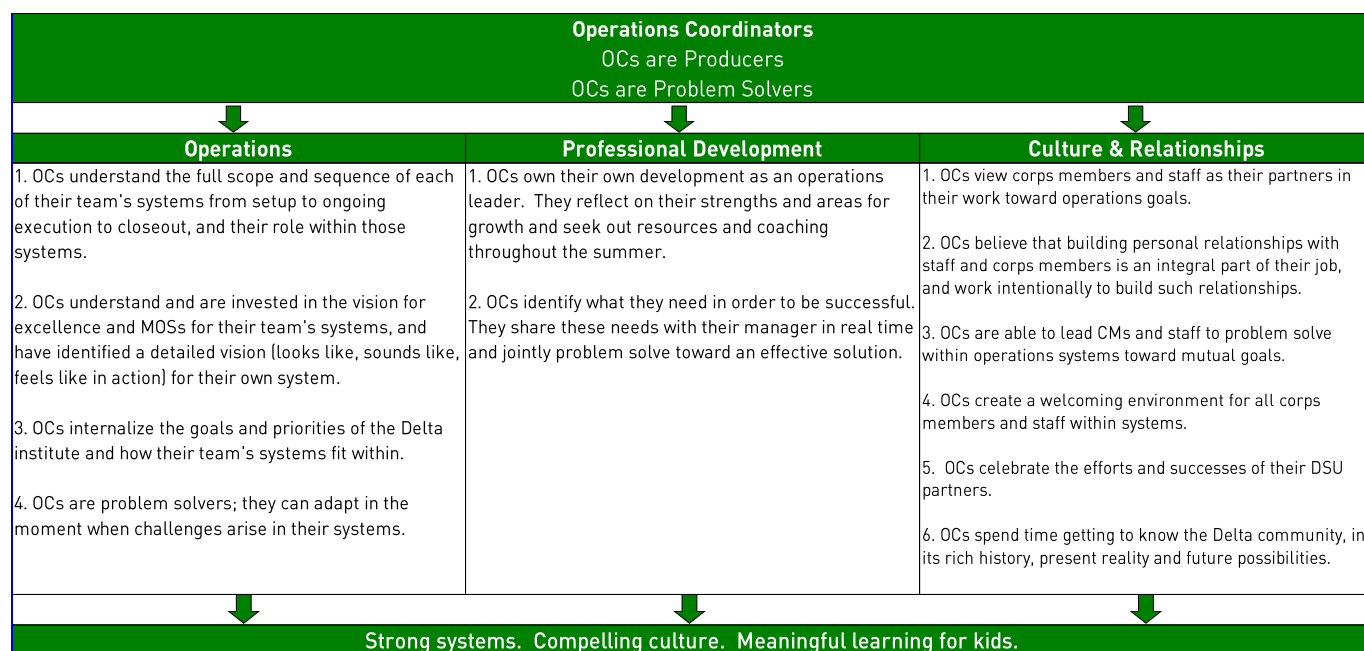 Operations Coordinators
OCs are Producers
OCs are Problem Solvers
Operations
1. OCs understand the full scope and sequence of each
of their team's systems from setup to ongoing
execution to closeout, and their role within those
systems.
2. OCs understand and are invested in the vision for
excellence and MOSs for their team's systems, and
have identified a detailed vision (looks like, sounds like,
feels like in action) for their own system.
3. OCs internalize the goals and priorities of the Delta
institute and how their team's systems fit within.
4. OCs are problem solvers; they can adapt in the
moment when challenges arise in their systems.
Professional Development
1. OCs own their own development as an operations
leader.  They reflect on their strengths and areas for
growth and seek out resources and coaching
throughout the summer.
2. OCs identify what they need in order to be successful.
They share these needs with their manager in real time
and jointly problem solve toward an effective solution.
Culture & Relationships
1. OCs view corps members and staff as their partners in
their work toward operations goals.
2. OCs believe that building personal relationships with
staff and corps members is an integral part of their job,
and work intentionally to build such relationships.
3. OCs are able to lead CMs and staff to problem solve
within operations systems toward mutual goals.
4. OCs create a welcoming environment for all corps
members and staff within systems.
5.  OCs celebrate the efforts and successes of their DSU
partners.
6. OCs spend time getting to know the Delta community, in
its rich history, present reality and future possibilities.
Strong systems.  Compelling culture.  Meaningful learning for kids.